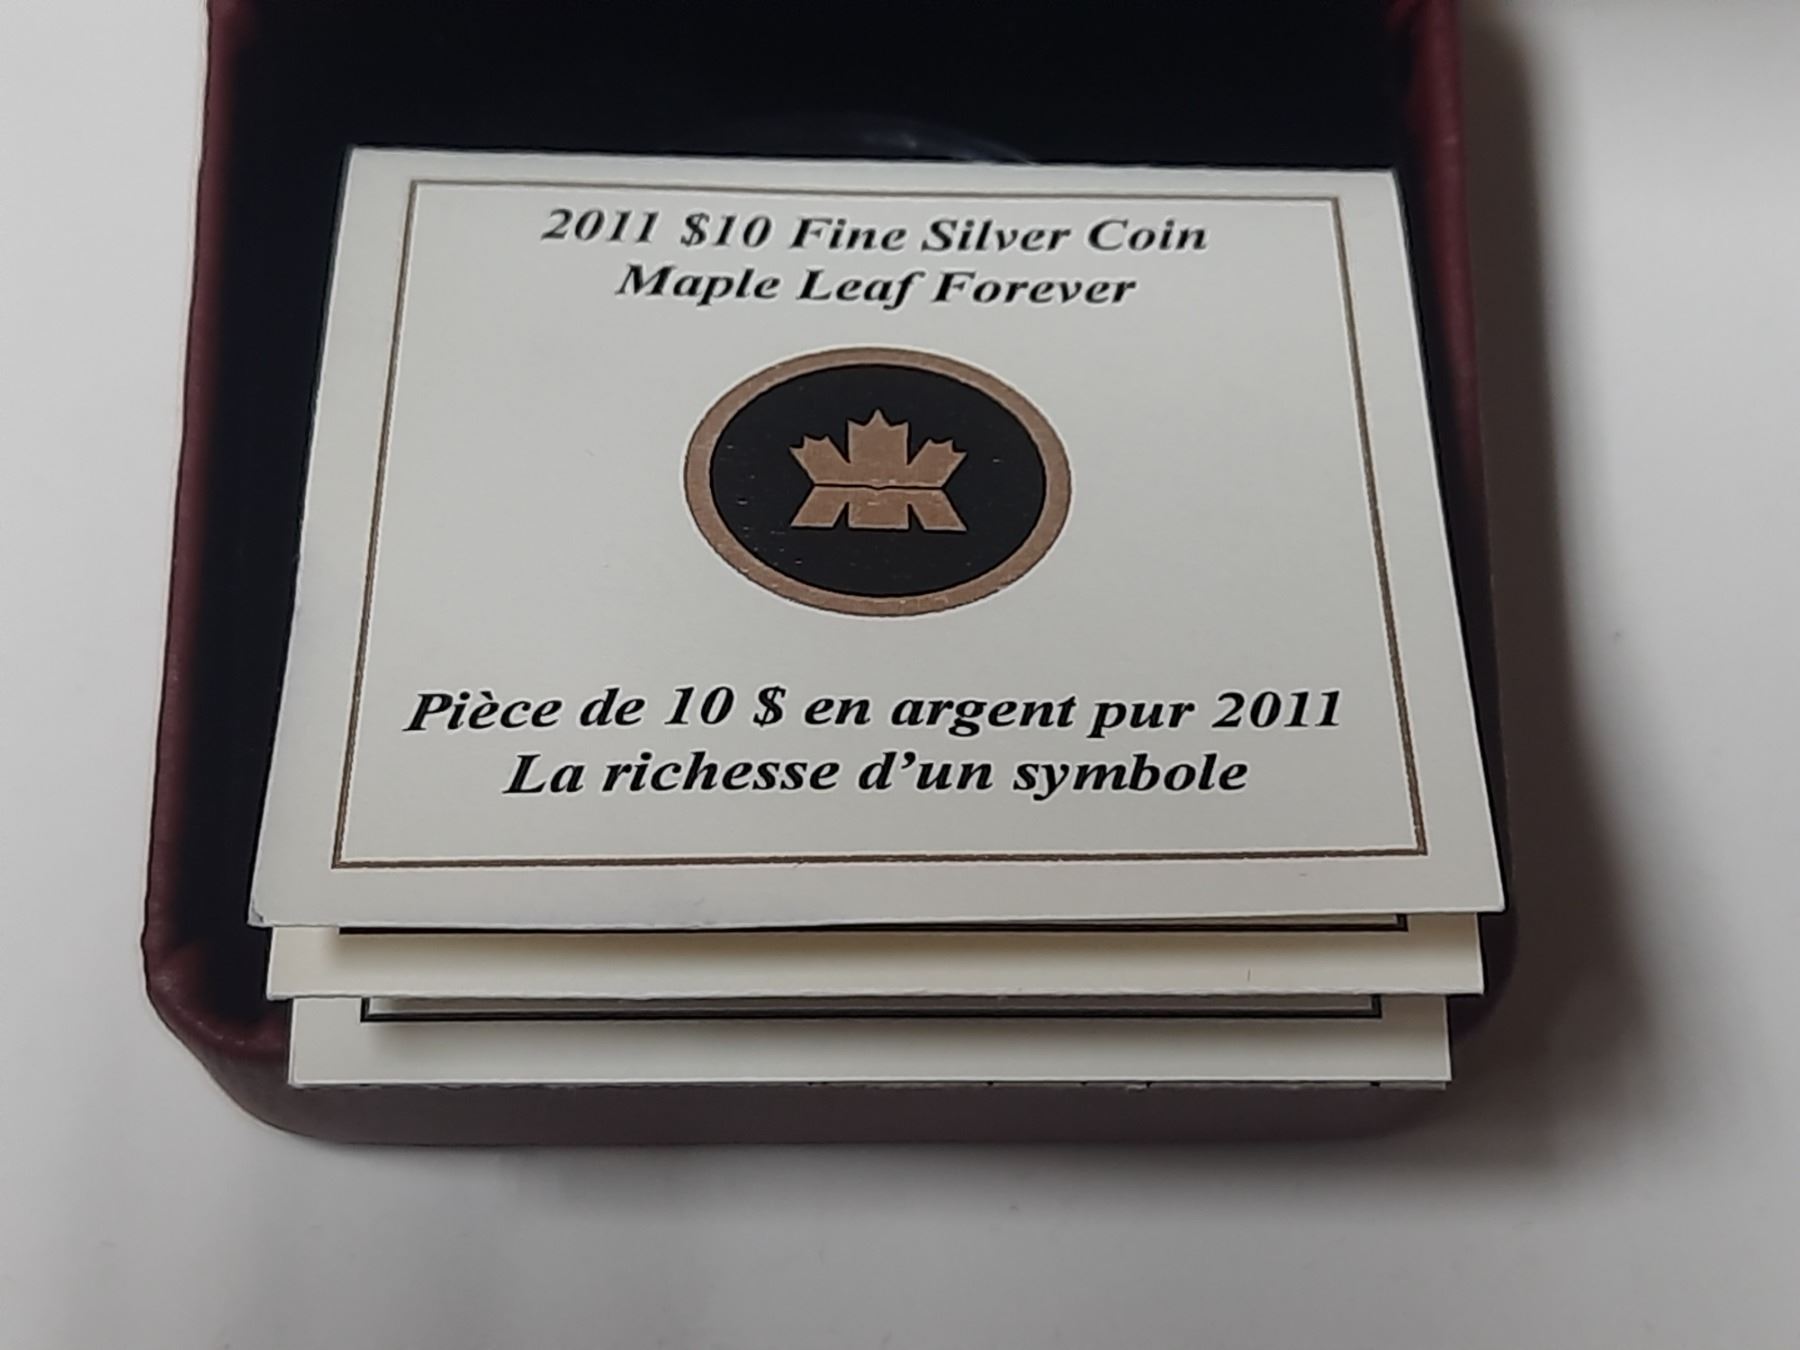 2011 $10 Fine Silver Coin
Maple Leaf Forever
Pièce de 10 $ en argent pur 2011
La richesse d'un symbole